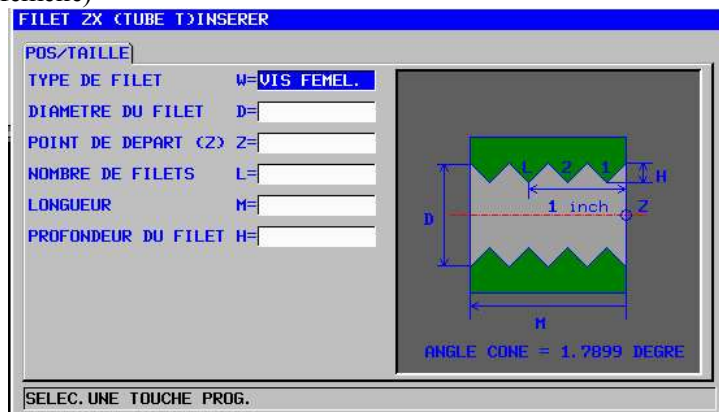 FILET ZX (TUBE T)INSERER
POS/TAILLE
TYPE DE FILET W=VIS FEMEL.
DIAMETRE DU FILET D=
POINT DE DEPART (Z) Z=
NOMBRE DE FILETS L=
LONGUEUR M=
PROFONDEUR DU FILET H=
L 2 1 H
1 inch Z
D
M
ANGLE CONE = 1.7899 DEGRE
SELEC.UNE TOUCHE PROG.